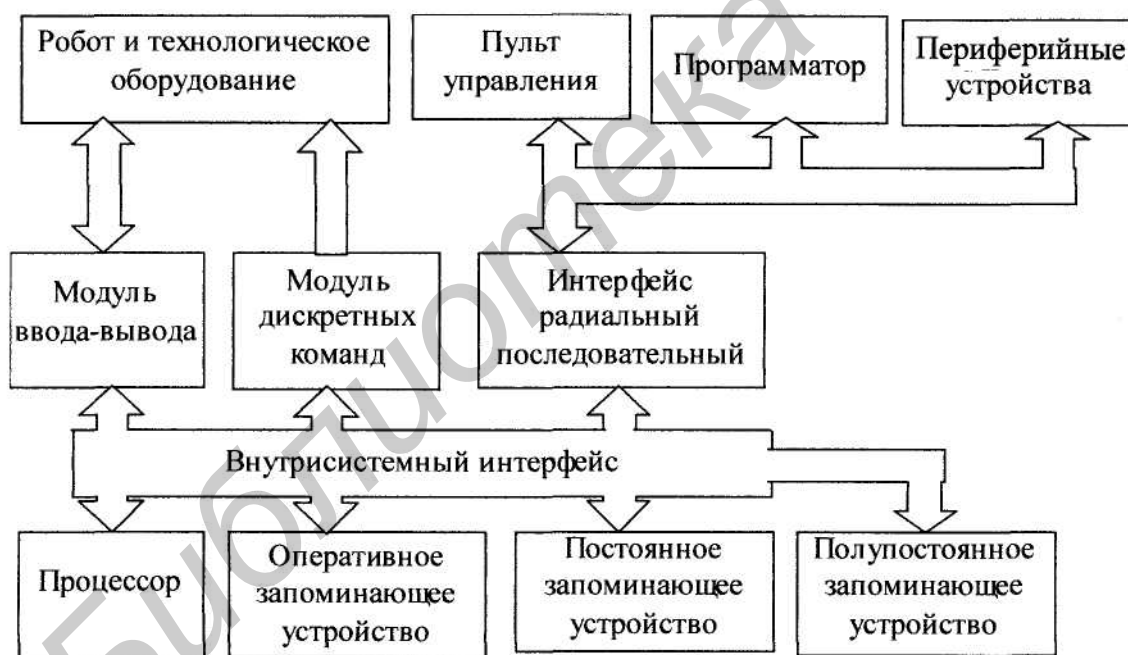 Робот и технологическое
оборудование
Пульт
управления
Программатор
Периферийные
устройства
Модуль
ввода-вывода
Модуль
дискретных
команд
Интерфейс
радиальный
последовательный
Внутрисистемный интерфейс
Процессор
Оперативное
запоминающее
устройство
Постоянное
запоминающее
устройство
Полупостоянное
запоминающее
устройство
Библиотека